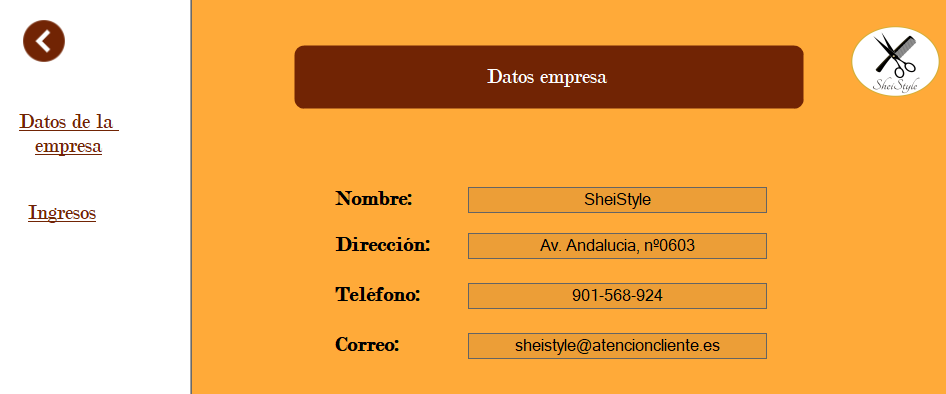 Datos de la
empresa
Ingresos
Datos empresa
SheiStyle
Nombre: SheiStyle
Dirección: Av. Andalucia, nº0603
Teléfono: 901-568-924
Correo: sheistyle@atencioncliente.es